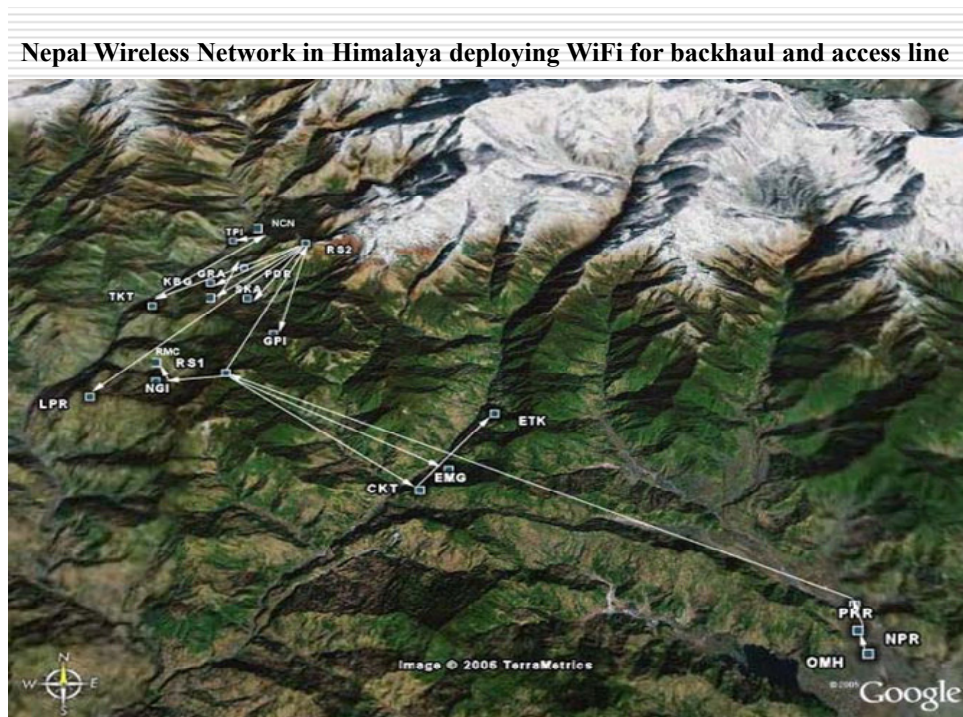 Nepal Wireless Network in Himalaya deploying WiFi for backhaul and access line
NCN
TPI
RS2
GRA
PDR
KBG
SKA
TKT
GPI
RMC
RS1
NGI
LPR
ETK
EMG
CKT
PKR
NPR
OMH
Image © 2006 TerraMetrics
N
W E
S
© 2005 Google